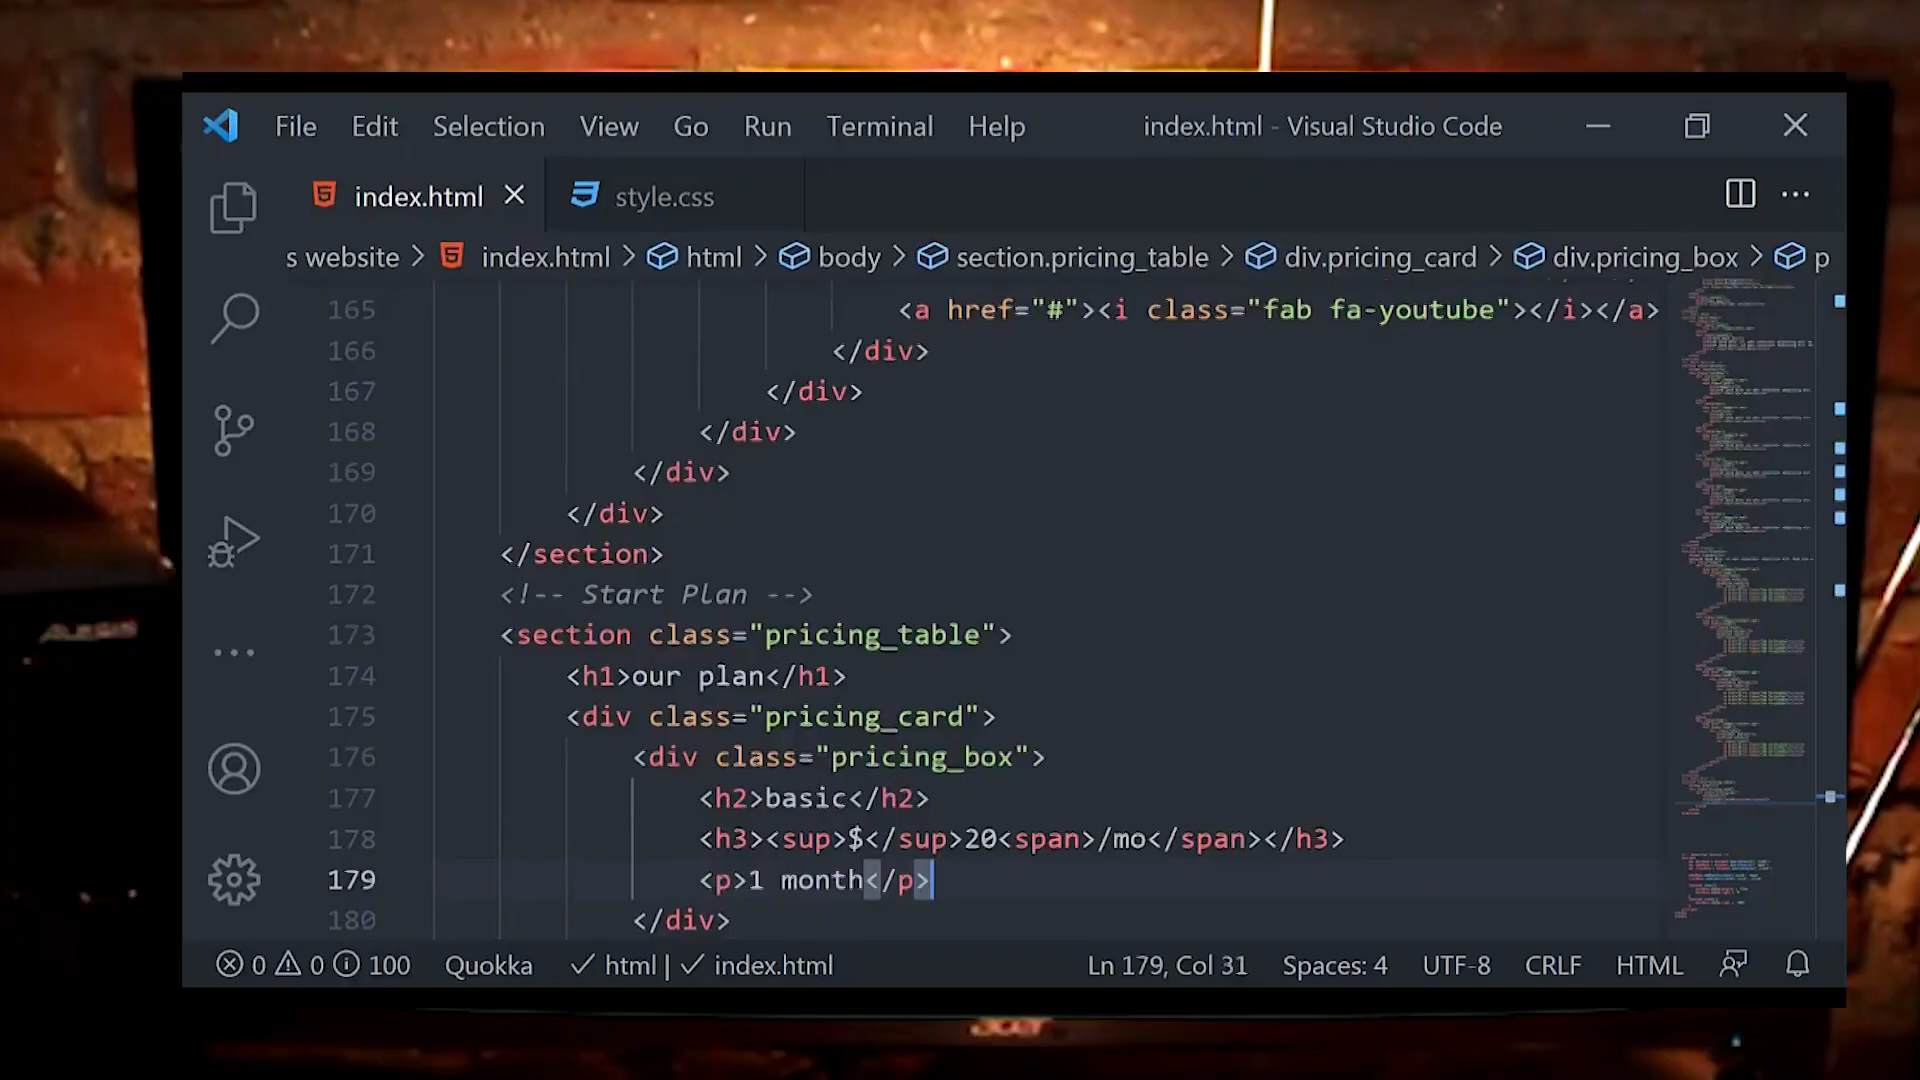 File Edit Selection View Go Run Terminal Help index.html - Visual Studio Code
index.html style.css
s website > index.html > html > body > section.pricing_table > div.pricing_card > div.pricing_box > p
165 <a href="#"><i class="fab fa-youtube"></i></a>
166 </div>
167 </div>
168 </div>
169 </div>
170 </div>
171 </section>
172 <!-- Start Plan -->
173 <section class="pricing_table">
174 <h1>our plan</h1>
175 <div class="pricing_card">
176 <div class="pricing_box">
177 <h2>basic</h2>
178 <h3><sup>$</sup>20<span>/mo</span></h3>
179 <p>1 month</p>
180 </div>
0 0 100 Quokka html | index.html Ln 179, Col 31 Spaces: 4 UTF-8 CRLF HTML
ALESIS
acer